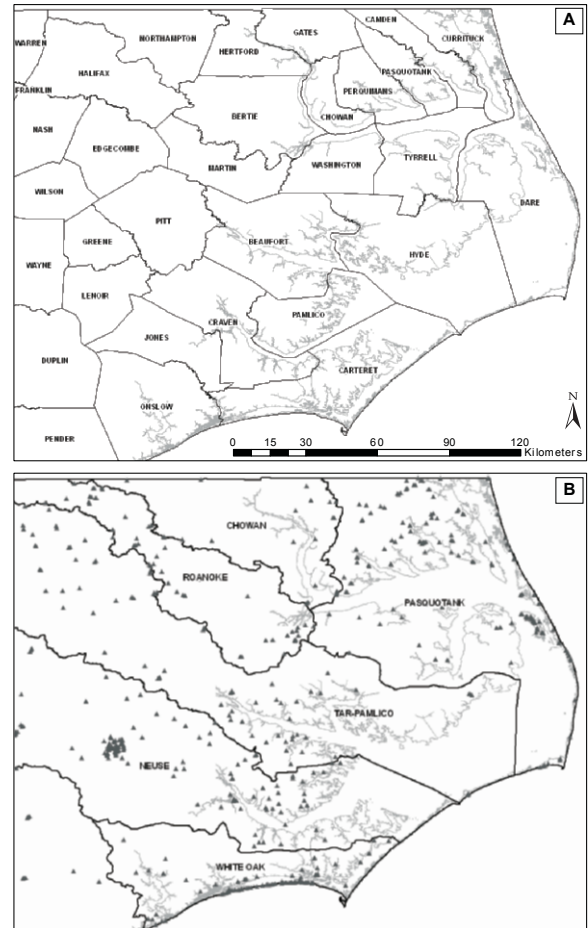 A
CAMDEN
NORTHAMPTON
GATES
CURRITUCK
WARREN
HERTFORD
HALIFAX
PASQUOTANK
FRANKLIN
PERQUIMANS
BERTIE
CHOWAN
NASH
EDGECOMBE
TYRRELL
MARTIN
WASHINGTON
WILSON
DARE
PITT
GREENE
BEAUFORT
HYDE
WAYNE
LENOIR
PAMLICO
CRAVEN
JONES
DUPLIN
CARTERET
ONSLOW
N
PENDER
0 15 30 60 90 120
Kilometers
B
CHOWAN
ROANOKE
PASQUOTANK
TAR-PAMLICO
NEUSE
WHITE OAK